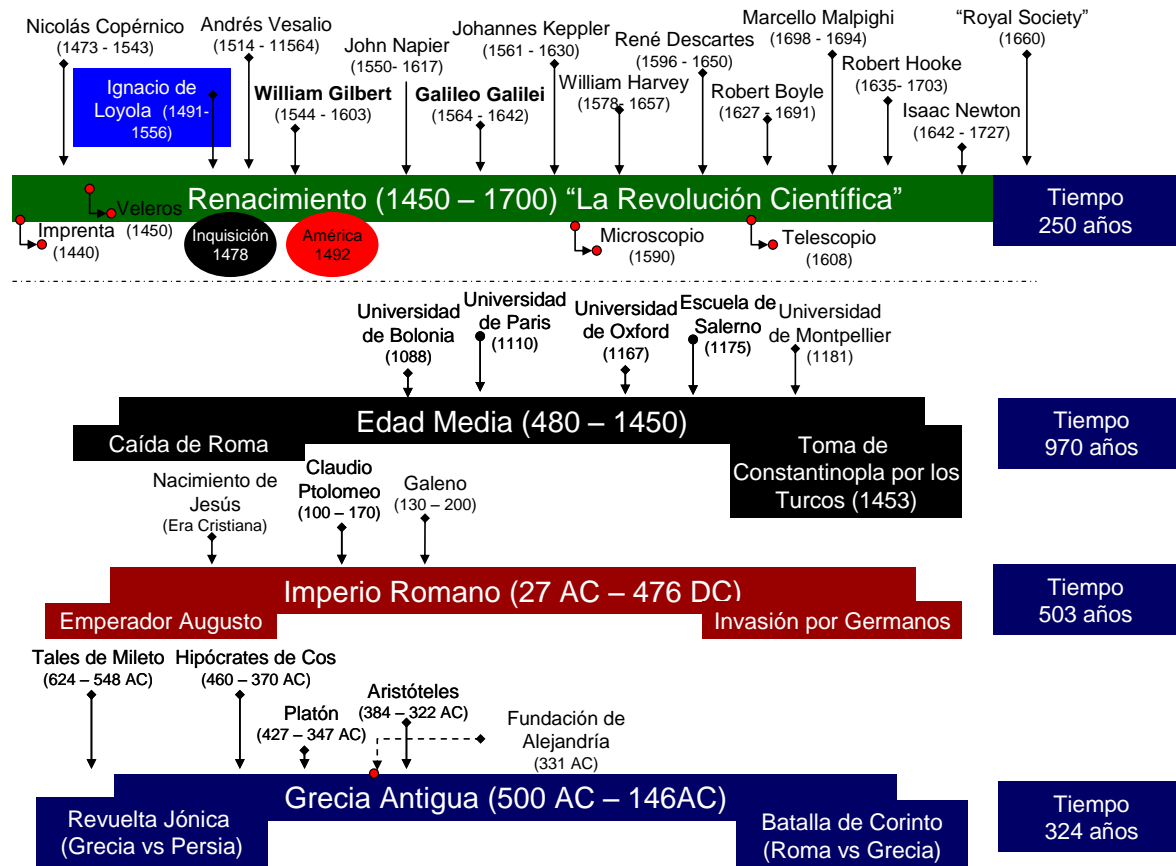 Nicolás Copérnico
(1473 - 1543)
Andrés Vesalio
(1514 - 11564)
John Napier
(1550- 1617)
Johannes Keppler
(1561 - 1630)
René Descartes
(1596 - 1650)
Marcello Malpighi
(1698 - 1694)
“Royal Society”
(1660)
Ignacio de
Loyola (1491-
1556)
William Gilbert
(1544 - 1603)
Galileo Galilei
(1564 - 1642)
William Harvey
(1578- 1657)
Robert Boyle
(1627 - 1691)
Robert Hooke
(1635- 1703)
Isaac Newton
(1642 - 1727)
Renacimiento (1450 – 1700) “La Revolución Científica”
Tiempo
250 años
Imprenta
(1440)
Veleros
(1450)
Inquisición
1478
América
1492
Microscopio
(1590)
Telescopio
(1608)
Universidad
de Bolonia
(1088)
Universidad
de Paris
(1110)
Universidad
de Oxford
(1167)
Escuela de
Salerno
(1175)
Universidad
de Montpellier
(1181)
Edad Media (480 – 1450)
Caída de Roma
Toma de
Constantinopla por los
Turcos (1453)
Tiempo
970 años
Nacimiento de
Jesús
(Era Cristiana)
Claudio
Ptolomeo
(100 – 170)
Galeno
(130 – 200)
Imperio Romano (27 AC – 476 DC)
Emperador Augusto
Invasión por Germanos
Tiempo
503 años
Tales de Mileto
(624 – 548 AC)
Hipócrates de Cos
(460 – 370 AC)
Platón
(427 – 347 AC)
Aristóteles
(384 – 322 AC)
Fundación de
Alejandría
(331 AC)
Grecia Antigua (500 AC – 146AC)
Revuelta Jónica
(Grecia vs Persia)
Batalla de Corinto
(Roma vs Grecia)
Tiempo
324 años